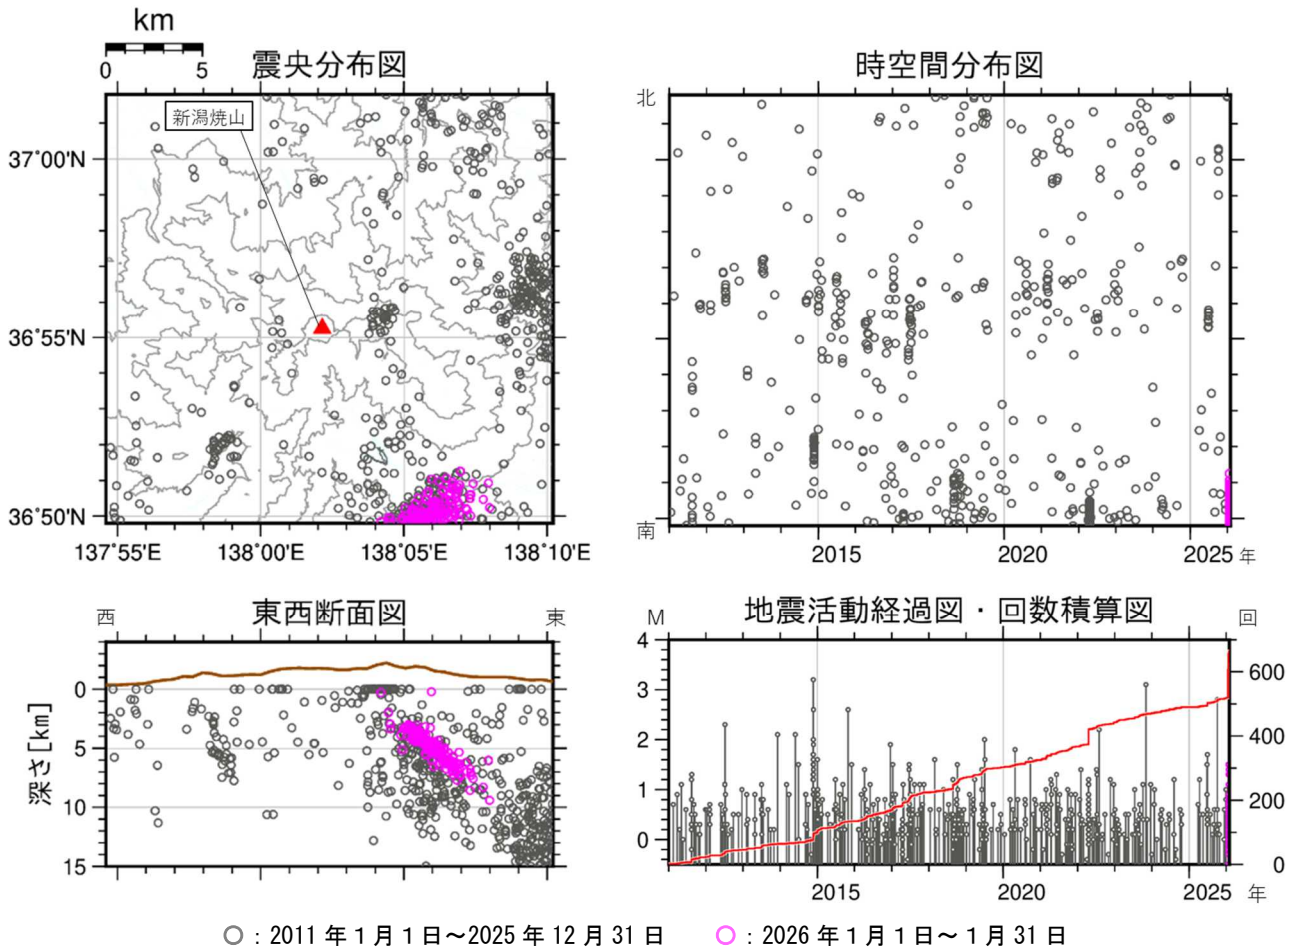 km
0 5
震央分布図
新潟焼山
37°00'N
36°55'N
36°50'N
137°55'E 138°00'E 138°05'E 138°10'E
時空間分布図
北
南
2015 2020 2025 年
東西断面図
西 東
深さ[km]
0
5
10
15
地震活動経過図・回数積算図
M 回
4
3
2
1
0
600
400
200
0
2015 2020 2025 年
○：2011 年 1 月 1 日～2025 年 12 月 31 日 ○：2026 年 1 月 1 日～1 月 31 日